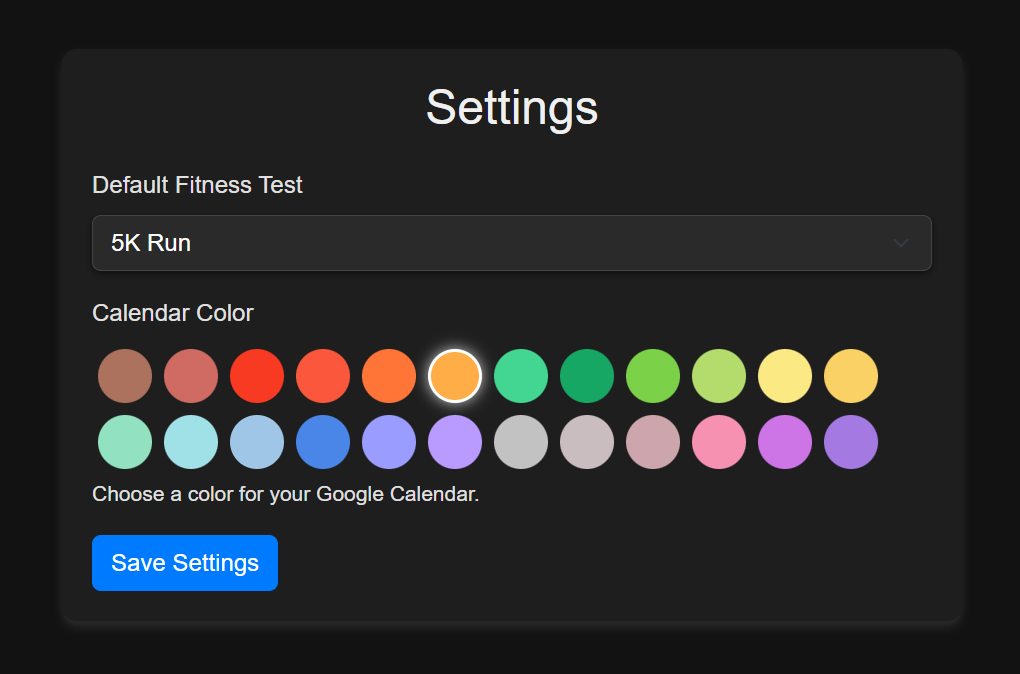 Settings
Default Fitness Test
5K Run
Calendar Color
Choose a color for your Google Calendar.
Save Settings